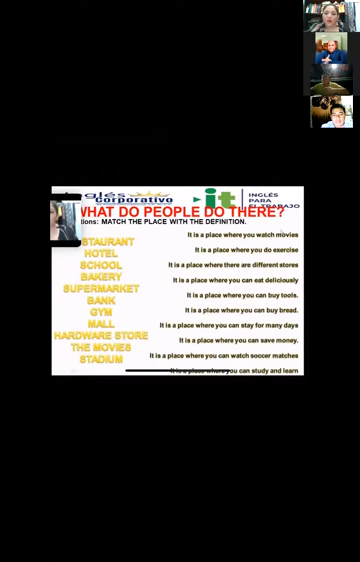 glés
Corporativo
it
INGLÉS
PARA
EL TRABAJO
WHAT DO PEOPLE DO THERE?
tions: MATCH THE PLACE WITH THE DEFINITION.
STAURANT
HOTEL
SCHOOL
BAKERY
SUPERMARKET
BANK
GYM
MALL
HARDWARE STORE
THE MOVIES
STADIUM
It is a place where you watch movies
It is a place where you do exercise
It is a place where there are different stores
It is a place where you can eat deliciously
It is a place where you can buy tools.
It is a place where you can buy bread.
It is a place where you can stay for many days
It is a place where you can save money.
It is a place where you can watch soccer matches
It is a place where you can study and learn